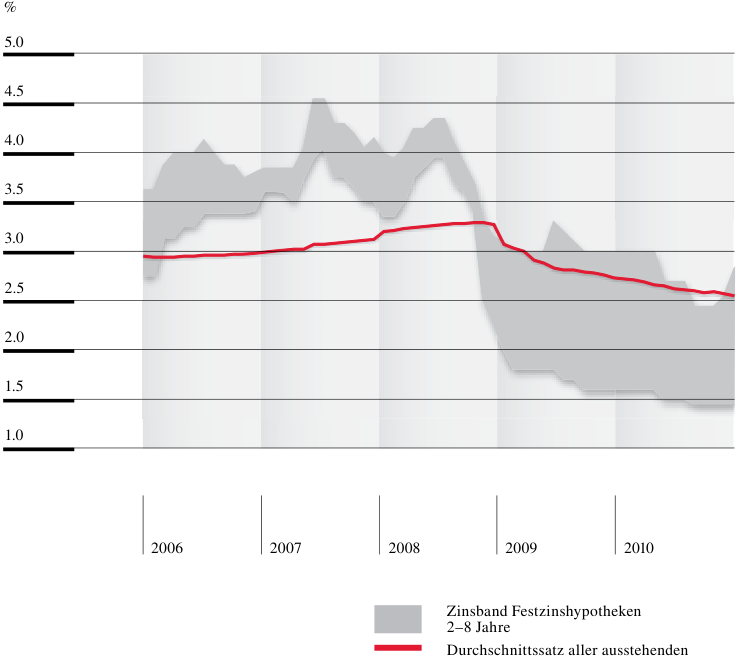 %
5.0
4.5
4.0
3.5
3.0
2.5
2.0
1.5
1.0
2006 2007 2008 2009 2010
Zinsband Festzinshypotheken
2–8 Jahre
Durchschnittssatz aller ausstehenden